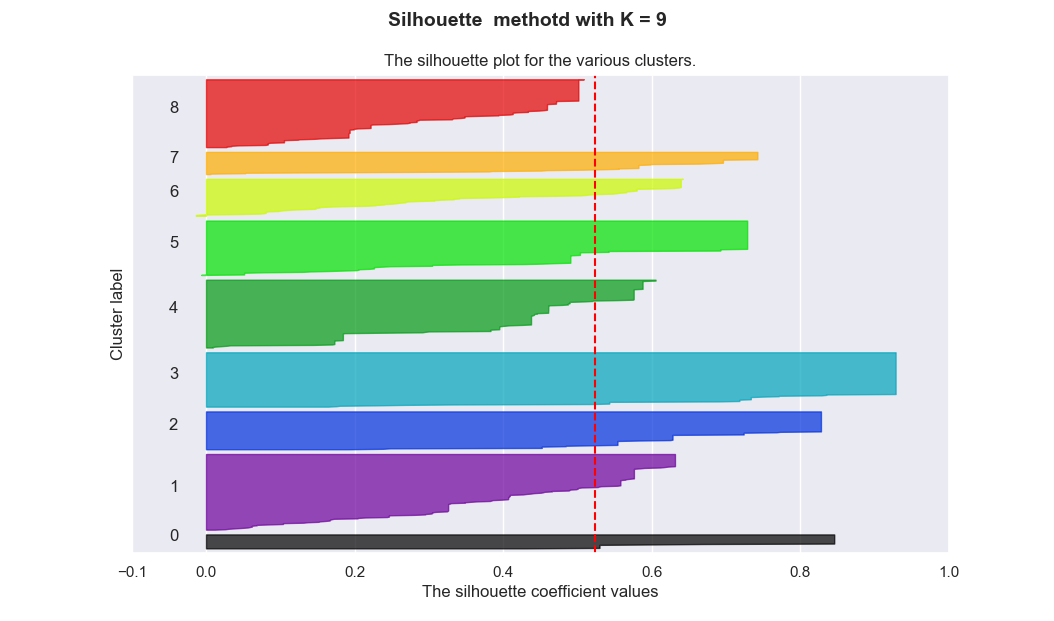 Silhouette  methotd with K = 9
The silhouette plot for the various clusters.
8
7
6
5
4
3
2
1
0
Cluster label
-0.1 0.0 0.2 0.4 0.6 0.8 1.0
The silhouette coefficient values